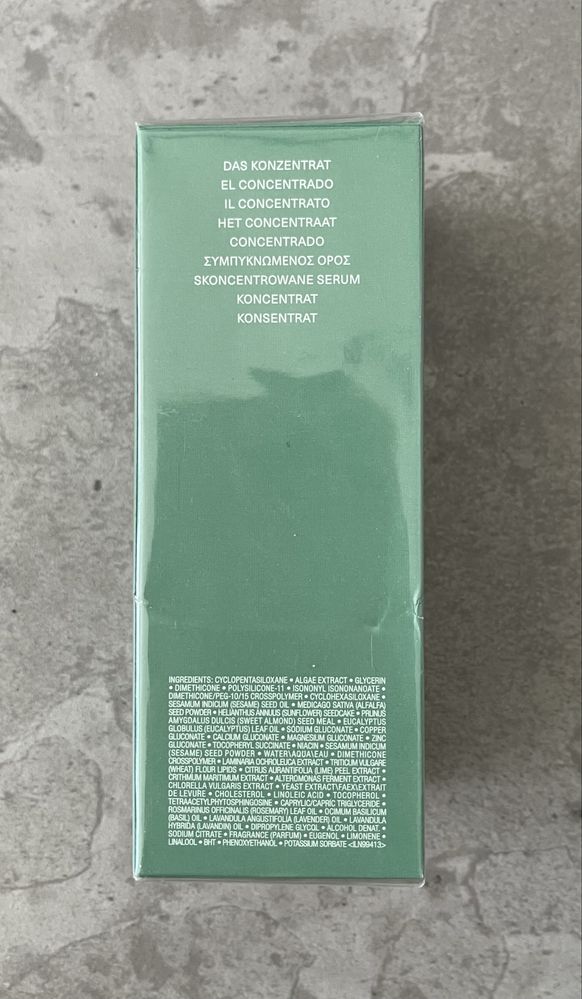 DAS KONZENTRAT
EL CONCENTRADO
IL CONCENTRATO
HET CONCENTRAAT
CONCENTRADO
ΣΥΜΠΥΚΝΩΜΕΝΟΣ ΟΡΟΣ
SKONCENTROWANE SERUM
KONCENTRAT
KONSENTRAT
INGREDIENTS: CYCLOPENTASILOXANE • ALGAE EXTRACT • GLYCERIN
• DIMETHICONE • POLYSILICONE-11 • ISONONYL ISONONANOATE •
DIMETHICONE/PEG-10/15 CROSSPOLYMER • CYCLOHEXASILOXANE •
SESAMUM INDICUM (SESAME) SEED OIL • MEDICAGO SATIVA (ALFALFA)
SEED POWDER • HELIANTHUS ANNUUS (SUNFLOWER) SEEDCAKE • PRUNUS
AMYGDALUS DULCIS (SWEET ALMOND) SEED MEAL • EUCALYPTUS
GLOBULUS (EUCALYPTUS) LEAF OIL • SODIUM GLUCONATE • COPPER
GLUCONATE • CALCIUM GLUCONATE • MAGNESIUM GLUCONATE • ZINC
GLUCONATE • TOCOPHERYL SUCCINATE • NIACIN • SESAMUM INDICUM
(SESAME) SEED POWDER • WATER\AQUA\EAU • DIMETHICONE
CROSSPOLYMER • LAMINARIA OCHROLEUCA EXTRACT • TRITICUM VULGARE
(WHEAT) FLOUR LIPIDS • CITRUS AURANTIFOLIA (LIME) PEEL EXTRACT •
CRITHMUM MARITIMUM EXTRACT • ALTEROMONAS FERMENT EXTRACT •
CHLORELLA VULGARIS EXTRACT • YEAST EXTRACT\FAEX\EXTRAIT
DE LEVURE • CHOLESTEROL • LINOLEIC ACID • TOCOPHEROL •
TETRAACETYLPHYTOSPHINGOSINE • CAPRYLIC/CAPRIC TRIGLYCERIDE •
ROSMARINUS OFFICINALIS (ROSEMARY) LEAF OIL • OCIMUM BASILICUM
(BASIL) OIL • LAVANDULA ANGUSTIFOLIA (LAVENDER) OIL • LAVANDULA
HYBRIDA (LAVANDIN) OIL • DIPROPYLENE GLYCOL • ALCOHOL DENAT. •
SODIUM CITRATE • FRAGRANCE (PARFUM) • EUGENOL • LIMONENE •
LINALOOL • BHT • PHENOXYETHANOL • POTASSIUM SORBATE <ILN99413>